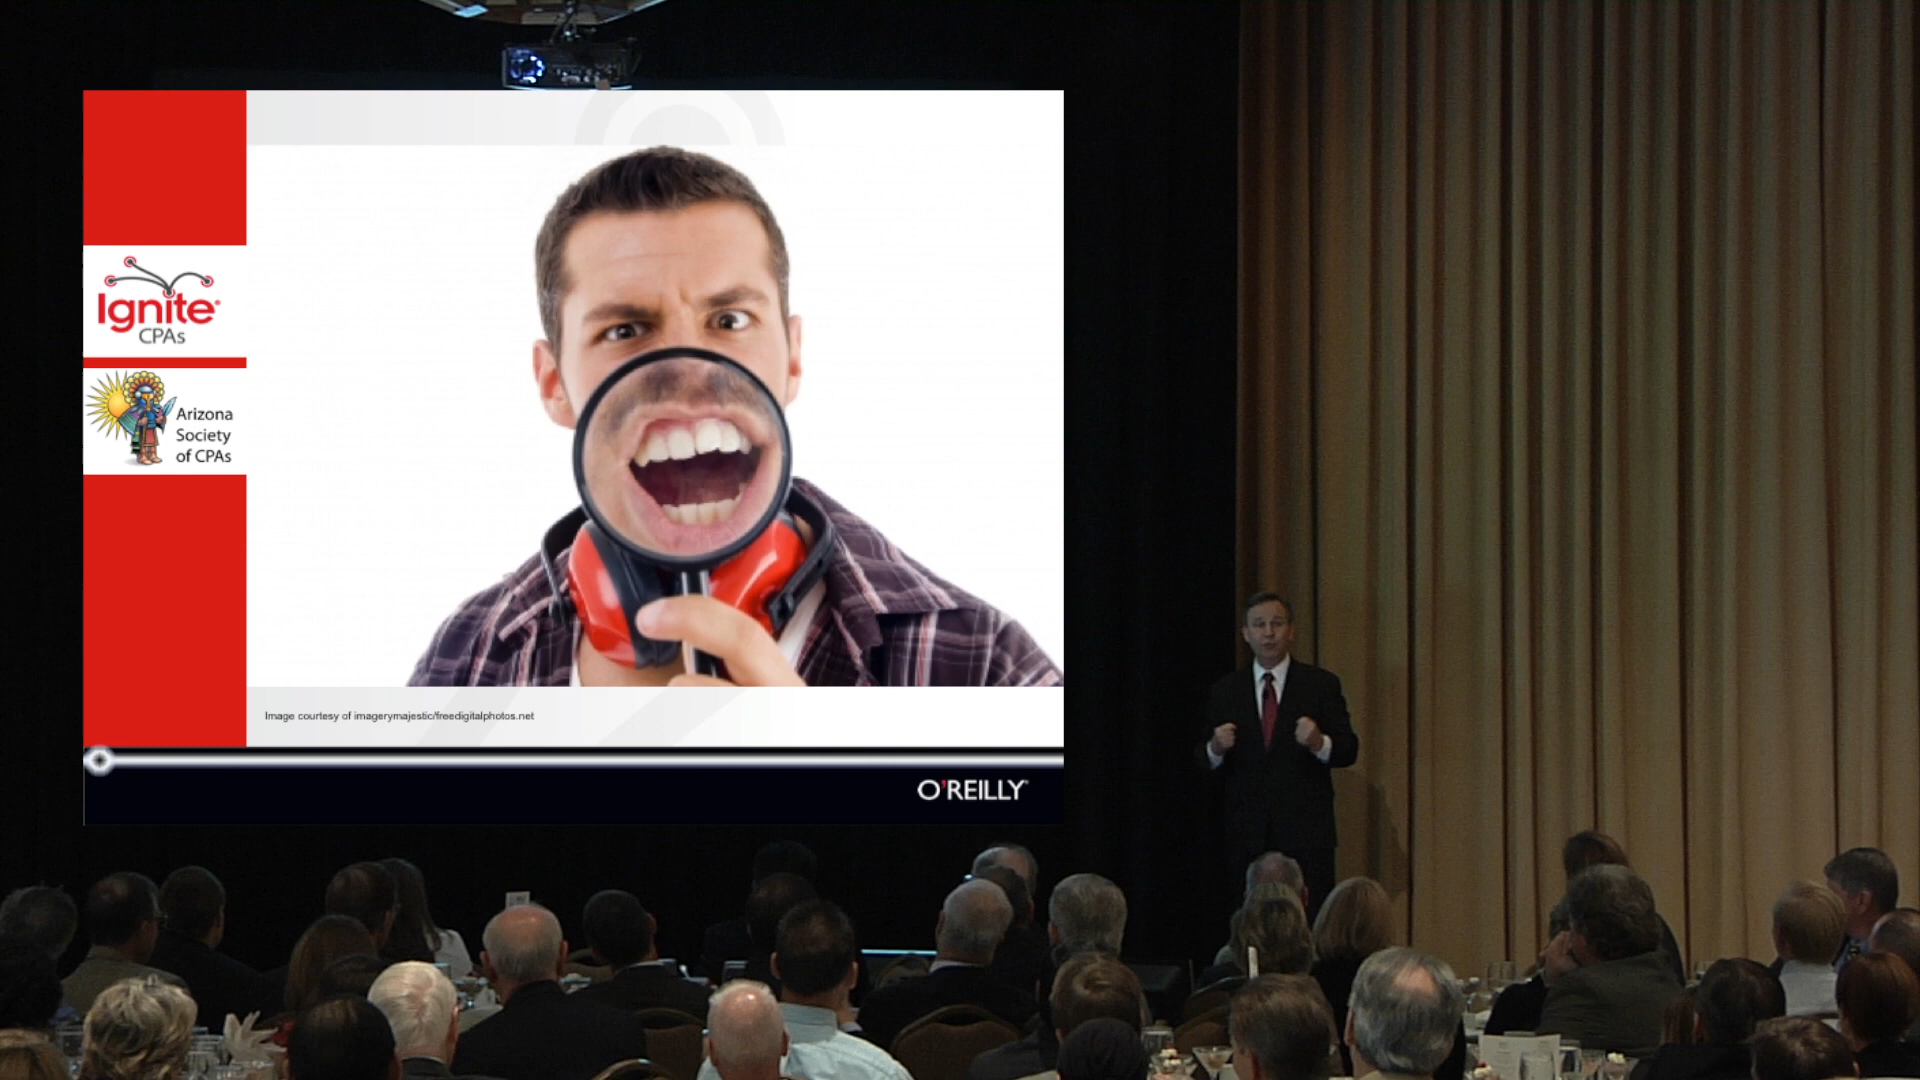 Ignite
CPAs
Arizona
Society
of CPAs
Image courtesy of imagerymajestic/freedigitalphotos.net
O'REILLY